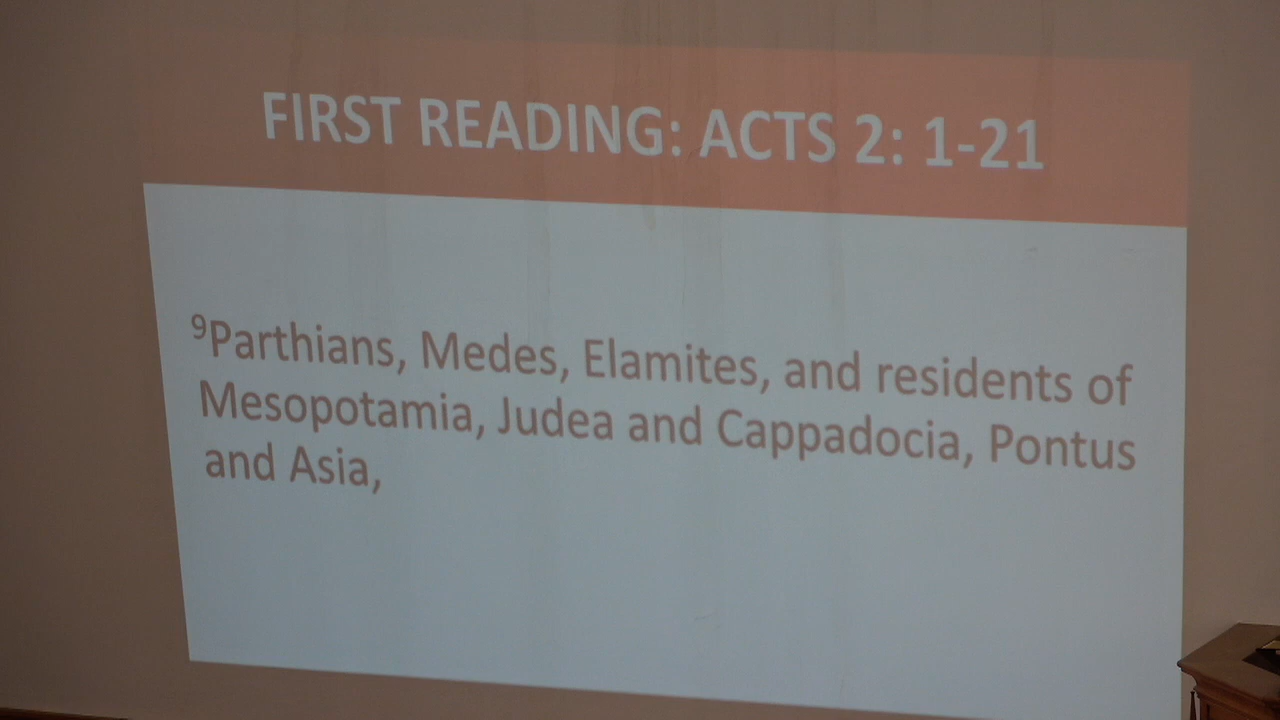 FIRST READING: ACTS 2: 1-21
⁹Parthians, Medes, Elamites, and residents of
Mesopotamia, Judea and Cappadocia, Pontus
and Asia,